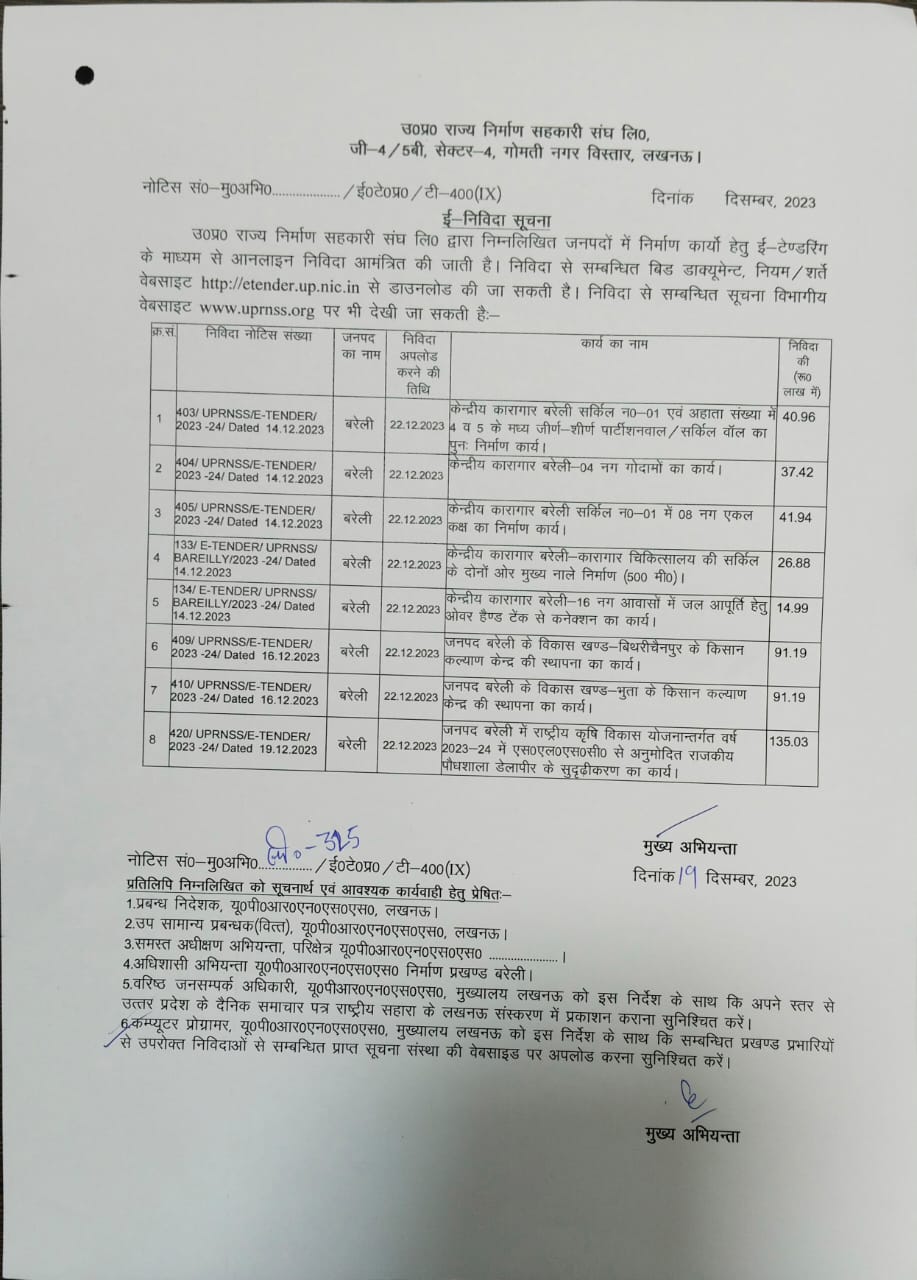 उ0प्र0 राज्य निर्माण सहकारी संघ लि0,
जी-4/5बी, सेक्टर-4, गोमती नगर विस्तार, लखनऊ।
नोटिस सं0-मु0अभि0.................../ई0टे0प्र0/टी-400(IX) दिनांक दिसम्बर, 2023
ई-निविदा सूचना
उ0प्र0 राज्य निर्माण सहकारी संघ लि0 द्वारा निम्नलिखित जनपदों में निर्माण कार्यो हेतु ई-टेण्डरिंग
के माध्यम से आनलाइन निविदा आमंत्रित की जाती है। निविदा से सम्बन्धित बिड डाक्यूमेन्ट, नियम/शर्ते
वेबसाइट http://etender.up.nic.in से डाउनलोड की जा सकती है। निविदा से सम्बन्धित सूचना विभागीय
वेबसाइट www.uprnss.org पर भी देखी जा सकती हैः-
क्र.सं. निविदा नोटिस संख्या जनपद का नाम निविदा अपलोड करने की तिथि कार्य का नाम निविदा की (रू0 लाख में)
1 403/ UPRNSS/E-TENDER/ 2023 -24/ Dated 14.12.2023 बरेली 22.12.2023 केन्द्रीय कारागार बरेली सर्किल न0-01 एवं अहाता संख्या में 4 व 5 के मध्य जीर्ण-शीर्ण पार्टीशनवाल/सर्किल वॉल का पुनः निर्माण कार्य। 40.96
2 404/ UPRNSS/E-TENDER/ 2023 -24/ Dated 14.12.2023 बरेली 22.12.2023 केन्द्रीय कारागार बरेली-04 नग गोदामों का कार्य। 37.42
3 405/ UPRNSS/E-TENDER/ 2023 -24/ Dated 14.12.2023 बरेली 22.12.2023 केन्द्रीय कारागार बरेली सर्किल न0-01 में 08 नग एकल कक्ष का निर्माण कार्य। 41.94
4 133/ E-TENDER/ UPRNSS/ BAREILLY/2023 -24/ Dated 14.12.2023 बरेली 22.12.2023 केन्द्रीय कारागार बरेली-कारागार चिकित्सालय की सर्किल के दोनों ओर मुख्य नाले निर्माण (500 मी0)। 26.88
5 134/ E-TENDER/ UPRNSS/ BAREILLY/2023 -24/ Dated 14.12.2023 बरेली 22.12.2023 केन्द्रीय कारागार बरेली-16 नग आवासों में जल आपूर्ति हेतु ओवर हैण्ड टेंक से कनेक्शन का कार्य। 14.99
6 409/ UPRNSS/E-TENDER/ 2023 -24/ Dated 16.12.2023 बरेली 22.12.2023 जनपद बरेली के विकास खण्ड-बिथरीचैनपुर के किसान कल्याण केन्द्र की स्थापना का कार्य। 91.19
7 410/ UPRNSS/E-TENDER/ 2023 -24/ Dated 16.12.2023 बरेली 22.12.2023 जनपद बरेली के विकास खण्ड-भुता के किसान कल्याण केन्द्र की स्थापना का कार्य। 91.19
8 420/ UPRNSS/E-TENDER/ 2023 -24/ Dated 19.12.2023 बरेली 22.12.2023 जनपद बरेली में राष्ट्रीय कृषि विकास योजनान्तर्गत वर्ष 2023-24 में एस0एल0एस0सी0 से अनुमोदित राजकीय पौधशाला डेलापीर के सुदृढ़ीकरण का कार्य। 135.03
मुख्य अभियन्ता
नोटिस सं0-मु0अभि0...325.../ई0टे0प्र0/टी-400(IX) दिनांक 19 दिसम्बर, 2023
प्रतिलिपि निम्नलिखित को सूचनार्थ एवं आवश्यक कार्यवाही हेतु प्रेषितः-
1.प्रबन्ध निदेशक, यू0पी0आर0एन0एस0एस0, लखनऊ।
2.उप सामान्य प्रबन्धक(वित्त), यू0पी0आर0एन0एस0एस0, लखनऊ।
3.समस्त अधीक्षण अभियन्ता, परिक्षेत्र यू0पी0आर0एन0एस0एस0 ......................।
4.अधिशासी अभियन्ता यू0पी0आर0एन0एस0एस0 निर्माण प्रखण्ड बरेली।
5.वरिष्ठ जनसम्पर्क अधिकारी, यू0पीआर0एन0एस0एस0, मुख्यालय लखनऊ को इस निर्देश के साथ कि अपने स्तर से
उत्तर प्रदेश के दैनिक समाचार पत्र राष्ट्रीय सहारा के लखनऊ संस्करण में प्रकाशन कराना सुनिश्चित करें।
6.कम्प्यूटर प्रोग्रामर, यू0पी0आर0एन0एस0एस0, मुख्यालय लखनऊ को इस निर्देश के साथ कि सम्बन्धित प्रखण्ड प्रभारियों
से उपरोक्त निविदाओं से सम्बन्धित प्राप्त सूचना संस्था की वेबसाइड पर अपलोड करना सुनिश्चित करें।
मुख्य अभियन्ता